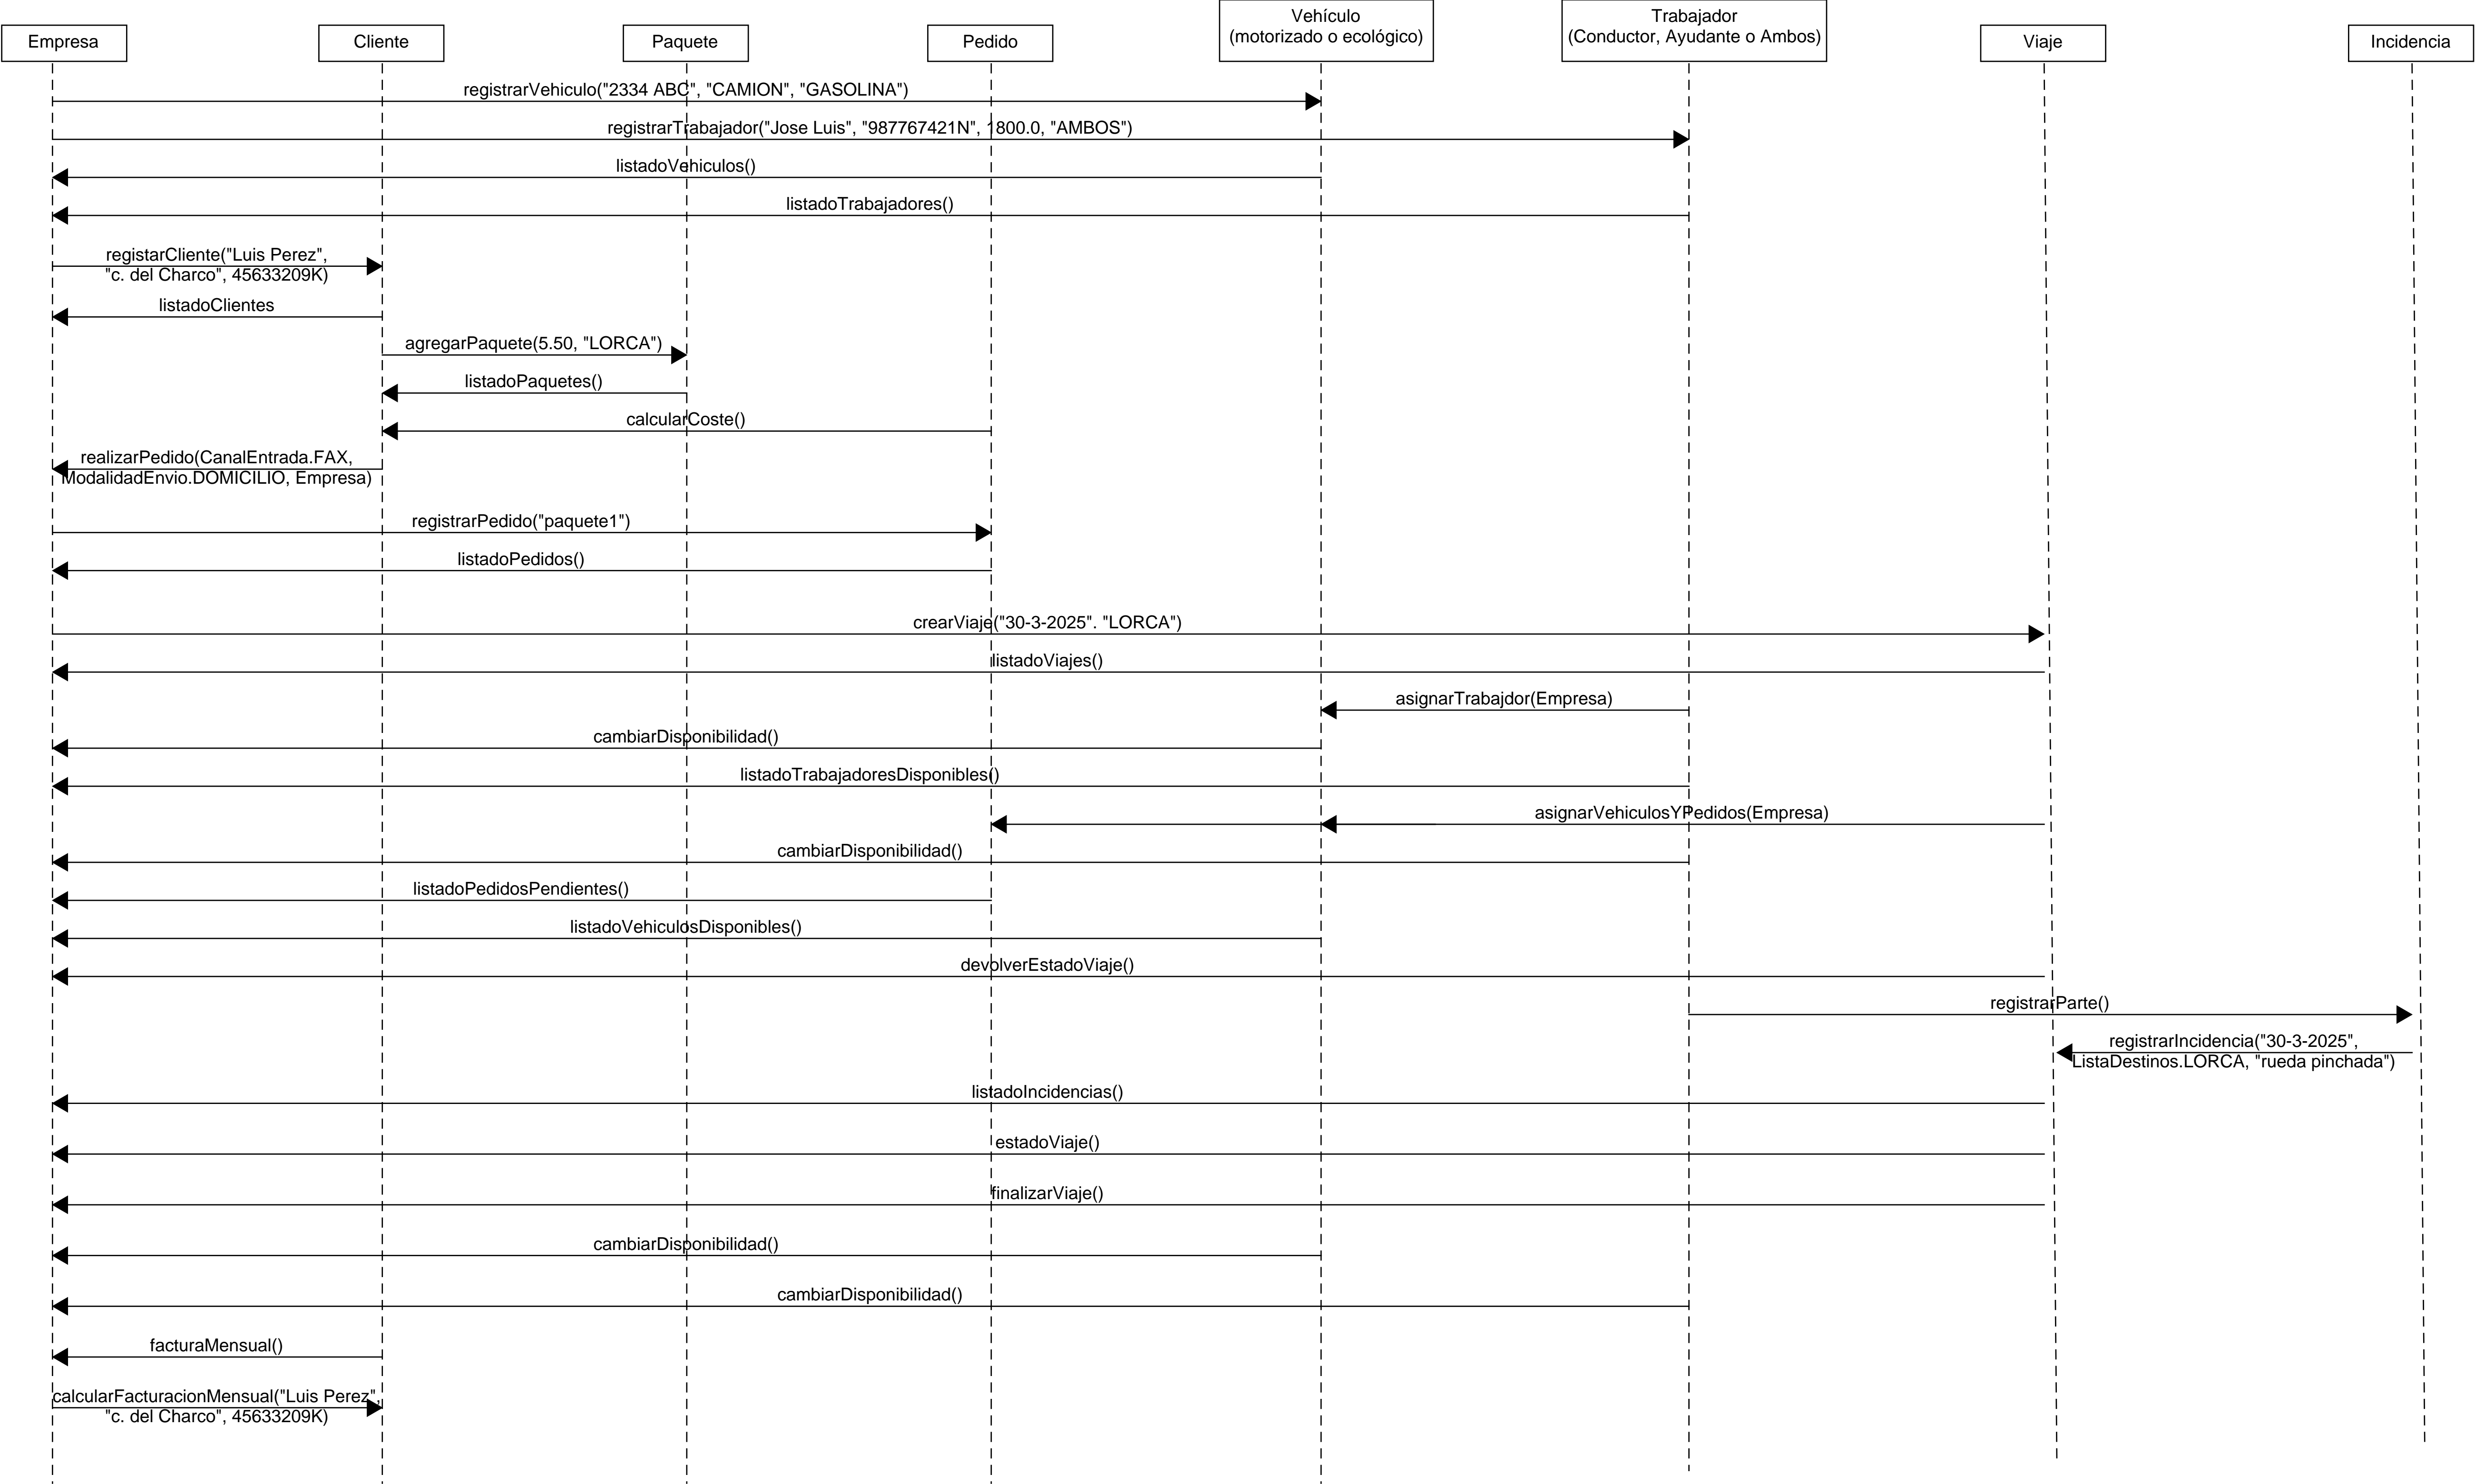 Empresa
Cliente
Paquete
Pedido
Vehículo
(motorizado o ecológico)
Trabajador
(Conductor, Ayudante o Ambos)
Viaje
Incidencia
registrarVehiculo("2334 ABC", "CAMION", "GASOLINA")
registrarTrabajador("Jose Luis", "987767421N", 1800.0, "AMBOS")
listadoVehiculos()
listadoTrabajadores()
registarCliente("Luis Perez",
"c. del Charco", 45633209K)
listadoClientes
agregarPaquete(5.50, "LORCA")
listadoPaquetes()
calcularCoste()
realizarPedido(CanalEntrada.FAX,
ModalidadEnvio.DOMICILIO, Empresa)
registrarPedido("paquete1")
listadoPedidos()
crearViaje("30-3-2025". "LORCA")
listadoViajes()
asignarTrabajdor(Empresa)
cambiarDisponibilidad()
listadoTrabajadoresDisponibles()
asignarVehiculosYPedidos(Empresa)
cambiarDisponibilidad()
listadoPedidosPendientes()
listadoVehiculosDisponibles()
devolverEstadoViaje()
registrarParte()
registrarIncidencia("30-3-2025",
ListaDestinos.LORCA, "rueda pinchada")
listadoIncidencias()
estadoViaje()
finalizarViaje()
cambiarDisponibilidad()
cambiarDisponibilidad()
facturaMensual()
calcularFacturacionMensual("Luis Perez",
"c. del Charco", 45633209K)